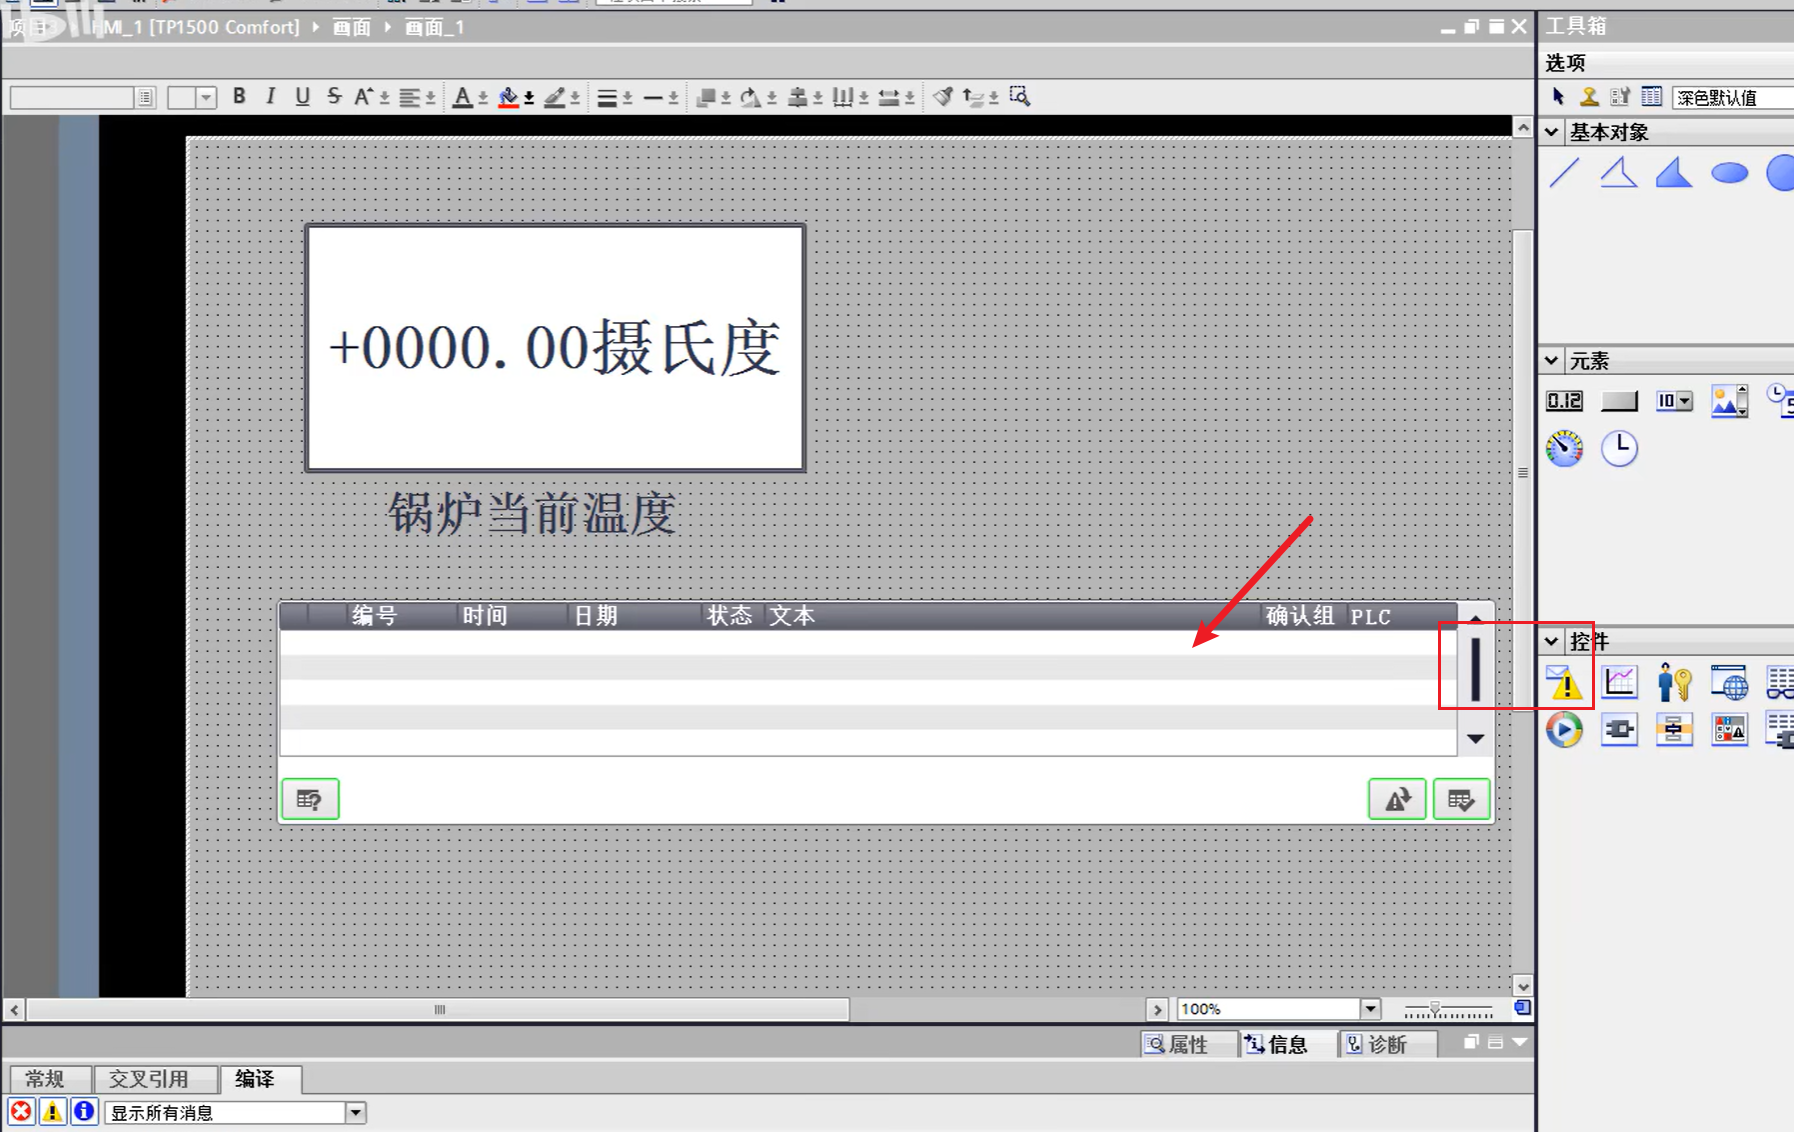 HMI_1 [TP1500 Comfort] 画面 画面_1
工具箱
选项
B I U S A A
深色默认值
基本对象
元素
0.12 10
+0000.00摄氏度
锅炉当前温度
编号 时间 日期 状态 文本 确认组 PLC
控件
100%
属性 信息 诊断
常规 交叉引用 编译
显示所有消息